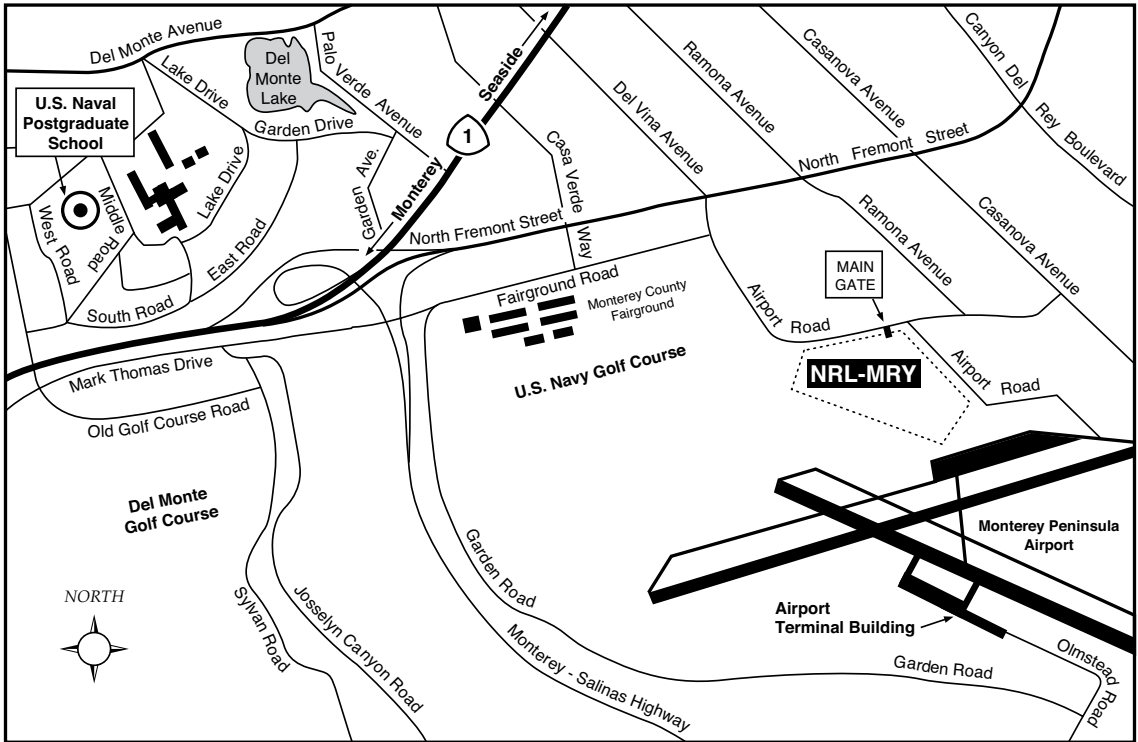 Del Monte Avenue
Lake Drive
Del
Monte
Lake
Palo Verde Avenue
Seaside
Canyon Del Rey Boulevard
Casanova Avenue
Ramona Avenue
Del Vina Avenue
U.S. Naval
Postgraduate
School
Garden Drive
1
North Fremont Street
Casa Verde Way
Lake Drive
Garden Ave.
Monterey
Middle Road
West Road
East Road
North Fremont Street
Ramona Avenue
Casanova Avenue
MAIN
GATE
South Road
Fairground Road
Monterey County
Fairground
Airport Road
Mark Thomas Drive
U.S. Navy Golf Course
NRL-MRY
Airport Road
Old Golf Course Road
Del Monte
Golf Course
Monterey Peninsula
Airport
NORTH
Sylvan Road
Josselyn Canyon Road
Garden Road
Monterey - Salinas Highway
Airport
Terminal Building
Garden Road
Olmstead Road